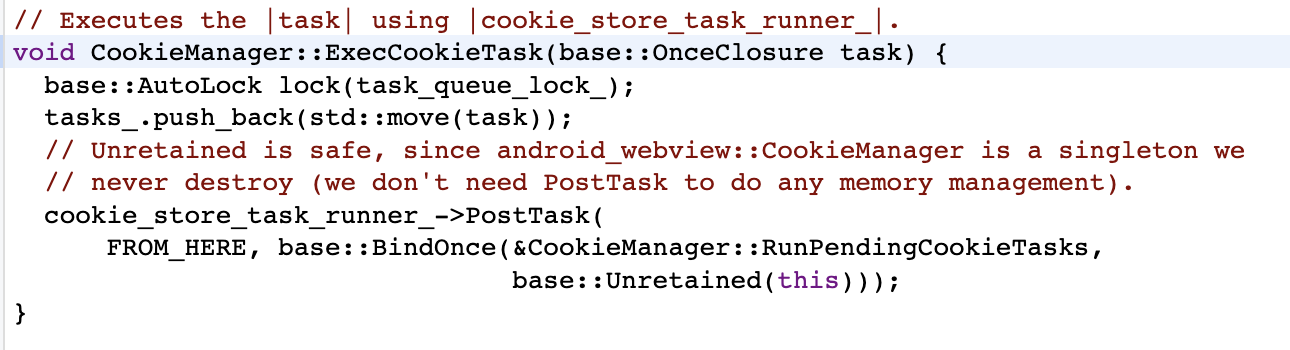 // Executes the |task| using |cookie_store_task_runner_|.
void CookieManager::ExecCookieTask(base::OnceClosure task) {
  base::AutoLock lock(task_queue_lock_);
  tasks_.push_back(std::move(task));
  // Unretained is safe, since android_webview::CookieManager is a singleton we
  // never destroy (we don't need PostTask to do any memory management).
  cookie_store_task_runner_->PostTask(
      FROM_HERE, base::BindOnce(&CookieManager::RunPendingCookieTasks,
                                base::Unretained(this)));
}